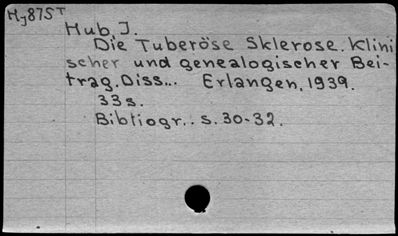 Hj875T
Hub, J.
Die Tuberöse Sklerose. Klini
scher und genealogischer Bei-
trag. Diss... Erlangen, 1939.
33 s.
Bibliogr.. s. 30-32.